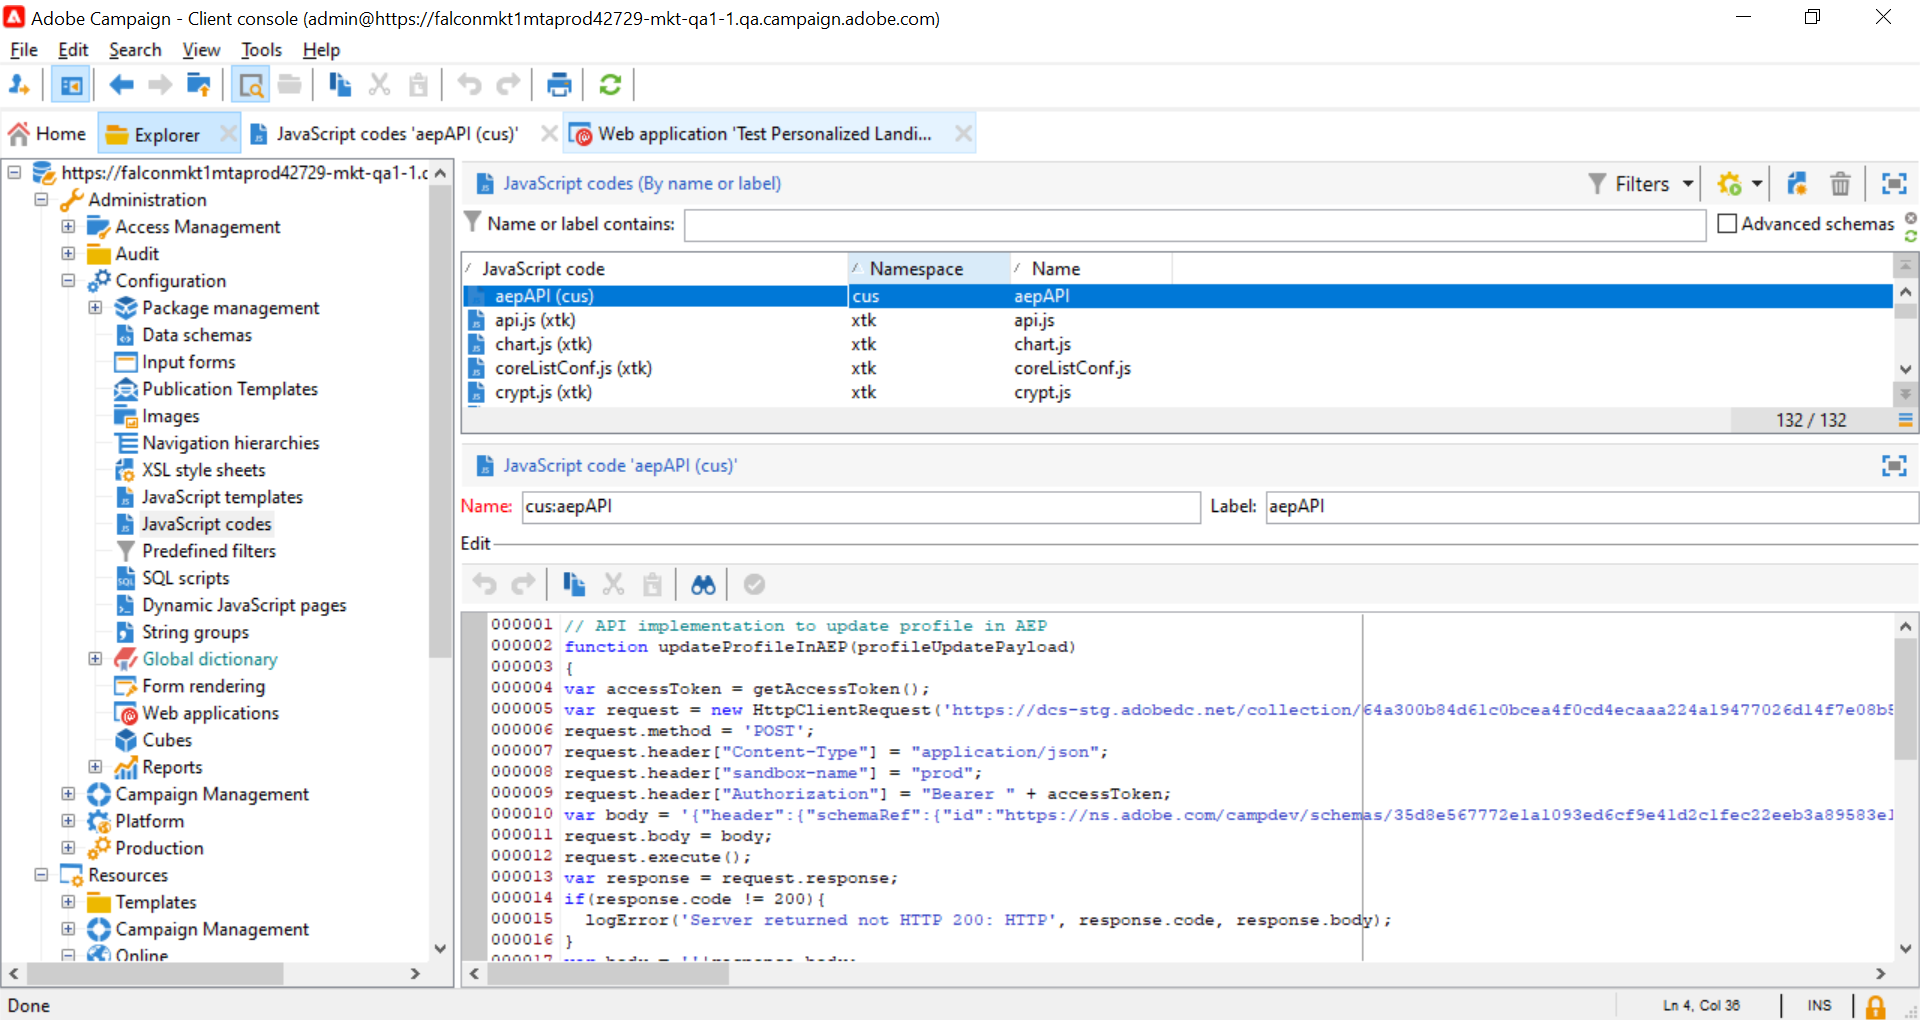 Adobe Campaign - Client console (admin@https://falconmkt1mtaprod42729-mkt-qa1-1.qa.campaign.adobe.com)
File Edit Search View Tools Help
Home Explorer JavaScript codes 'aepAPI (cus)' Web application 'Test Personalized Landi...
https://falconmkt1mtaprod42729-mkt-qa1-1.c
Administration
Access Management
Audit
Configuration
Package management
Data schemas
Input forms
Publication Templates
Images
Navigation hierarchies
XSL style sheets
JavaScript templates
JavaScript codes
Predefined filters
SQL scripts
Dynamic JavaScript pages
String groups
Global dictionary
Form rendering
Web applications
Cubes
Reports
Campaign Management
Platform
Production
Resources
Templates
Campaign Management
Online
JavaScript codes (By name or label)
Filters
Name or label contains:
Advanced schemas
JavaScript code Namespace Name
aepAPI (cus) cus aepAPI
api.js (xtk) xtk api.js
chart.js (xtk) xtk chart.js
coreListConf.js (xtk) xtk coreListConf.js
crypt.js (xtk) xtk crypt.js
132 / 132
JavaScript code 'aepAPI (cus)'
Name: cus:aepAPI Label: aepAPI
Edit
000001 // API implementation to update profile in AEP
000002 function updateProfileInAEP(profileUpdatePayload)
000003 {
000004 var accessToken = getAccessToken();
000005 var request = new HttpClientRequest('https://dcs-stg.adobedc.net/collection/64a300b84d61c0bcea4f0cd4ecaaa224a19477026d14f7e08b5
000006 request.method = 'POST';
000007 request.header["Content-Type"] = "application/json";
000008 request.header["sandbox-name"] = "prod";
000009 request.header["Authorization"] = "Bearer " + accessToken;
000010 var body = '{"header":{"schemaRef":{"id":"https://ns.adobe.com/campdev/schemas/35d8e567772e1a1093ed6cf9e41d2c1fec22eeb3a89583e1
000011 request.body = body;
000012 request.execute();
000013 var response = request.response;
000014 if(response.code != 200){
000015 logError('Server returned not HTTP 200: HTTP', response.code, response.body);
000016 }
000017 var body = ''+response.body;
Done
Ln 4, Col 36 INS